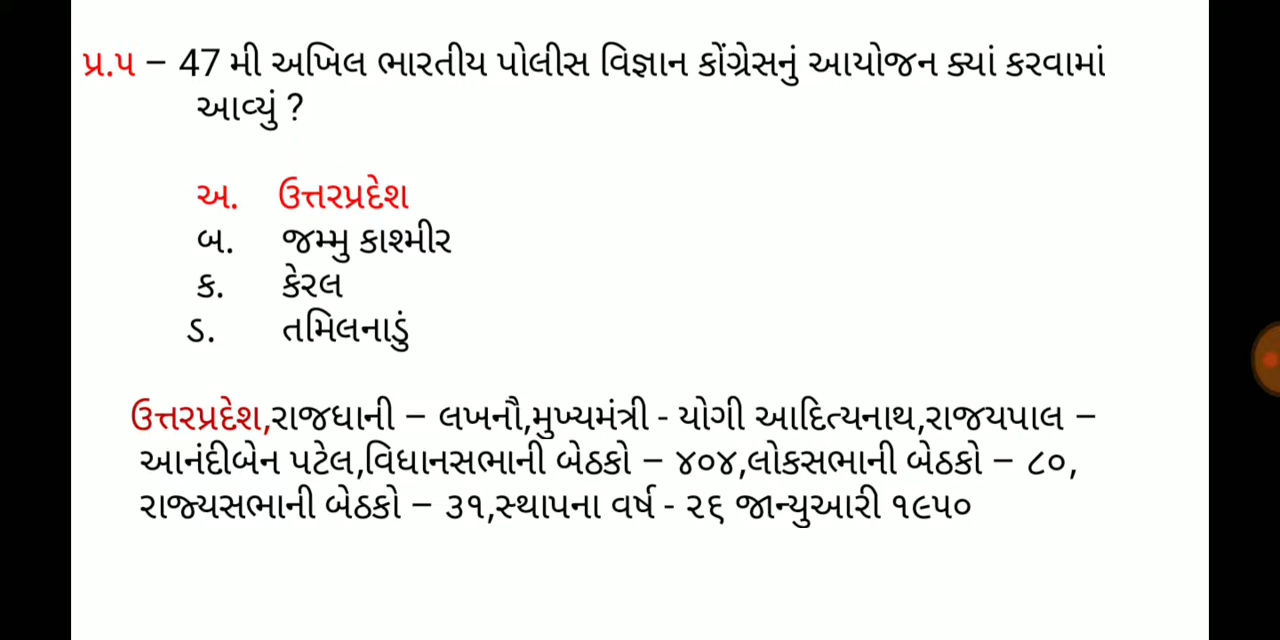 પ્ર.૫ – 47 મી અખિલ ભારતીય પોલીસ વિજ્ઞાન કોંગ્રેસનું આયોજન ક્યાં કરવામાં
આવ્યું ?
અ. ઉત્તરપ્રદેશ
બ. જમ્મુ કાશ્મીર
ક. કેરલ
ડ. તમિલનાડું
ઉત્તરપ્રદેશ,રાજધાની – લખનૌ,મુખ્યમંત્રી - યોગી આદિત્યનાથ,રાજયપાલ –
આનંદીબેન પટેલ,વિધાનસભાની બેઠકો – ૪૦૪,લોકસભાની બેઠકો – ૮૦,
રાજ્યસભાની બેઠકો – ૩૧,સ્થાપના વર્ષ - ૨૬ જાન્યુઆરી ૧૯૫૦